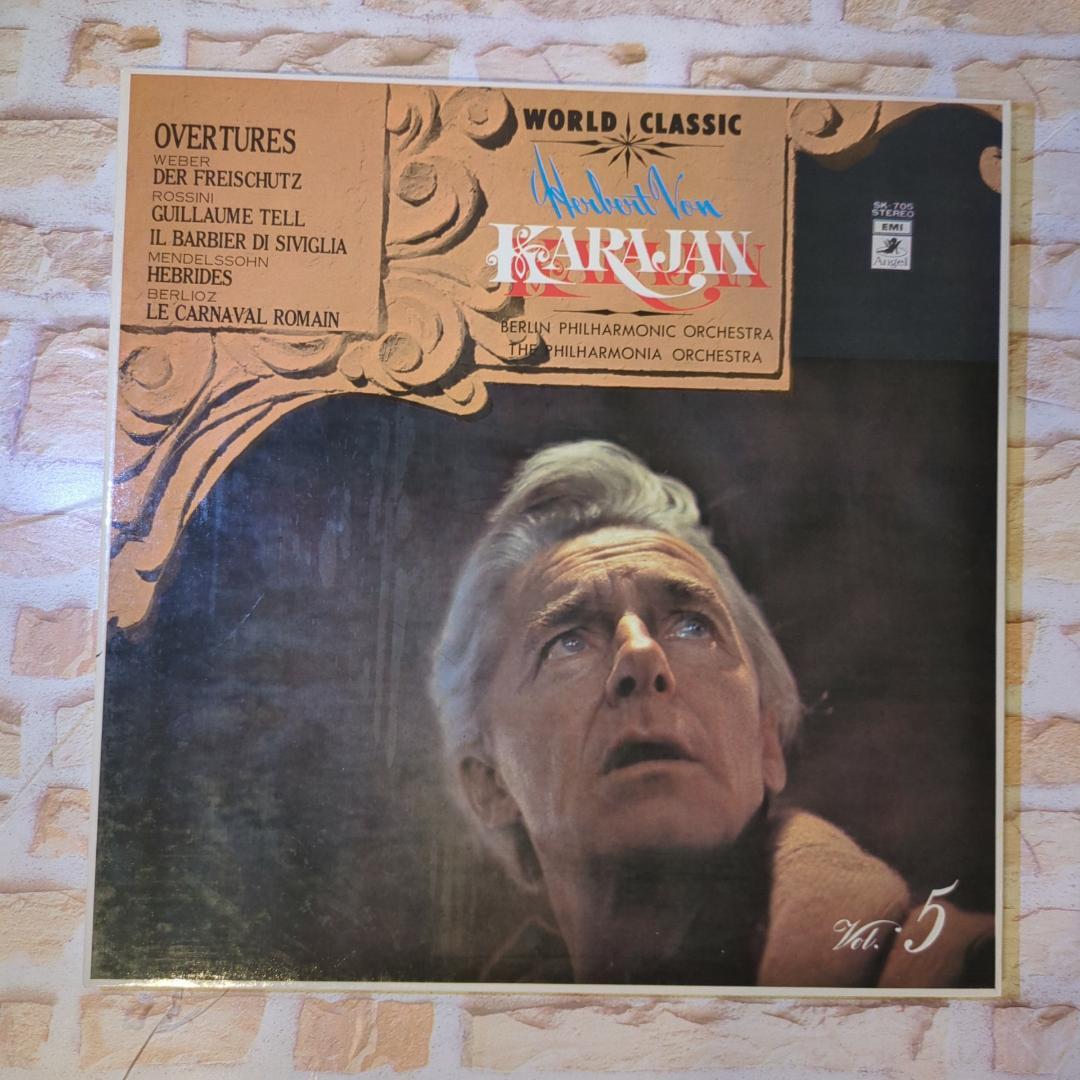 OVERTURES
WEBER
DER FREISCHUTZ
ROSSINI
GUILLAUME TELL
IL BARBIER DI SIVIGLIA
MENDELSSOHN
HEBRIDES
BERLIOZ
LE CARNAVAL ROMAIN
WORLD CLASSIC
Herbert Von
KARAJAN
BERLIN PHILHARMONIC ORCHESTRA
THE PHILHARMONIA ORCHESTRA
SK-705
STEREO
EMI
Angel
Vol. 5